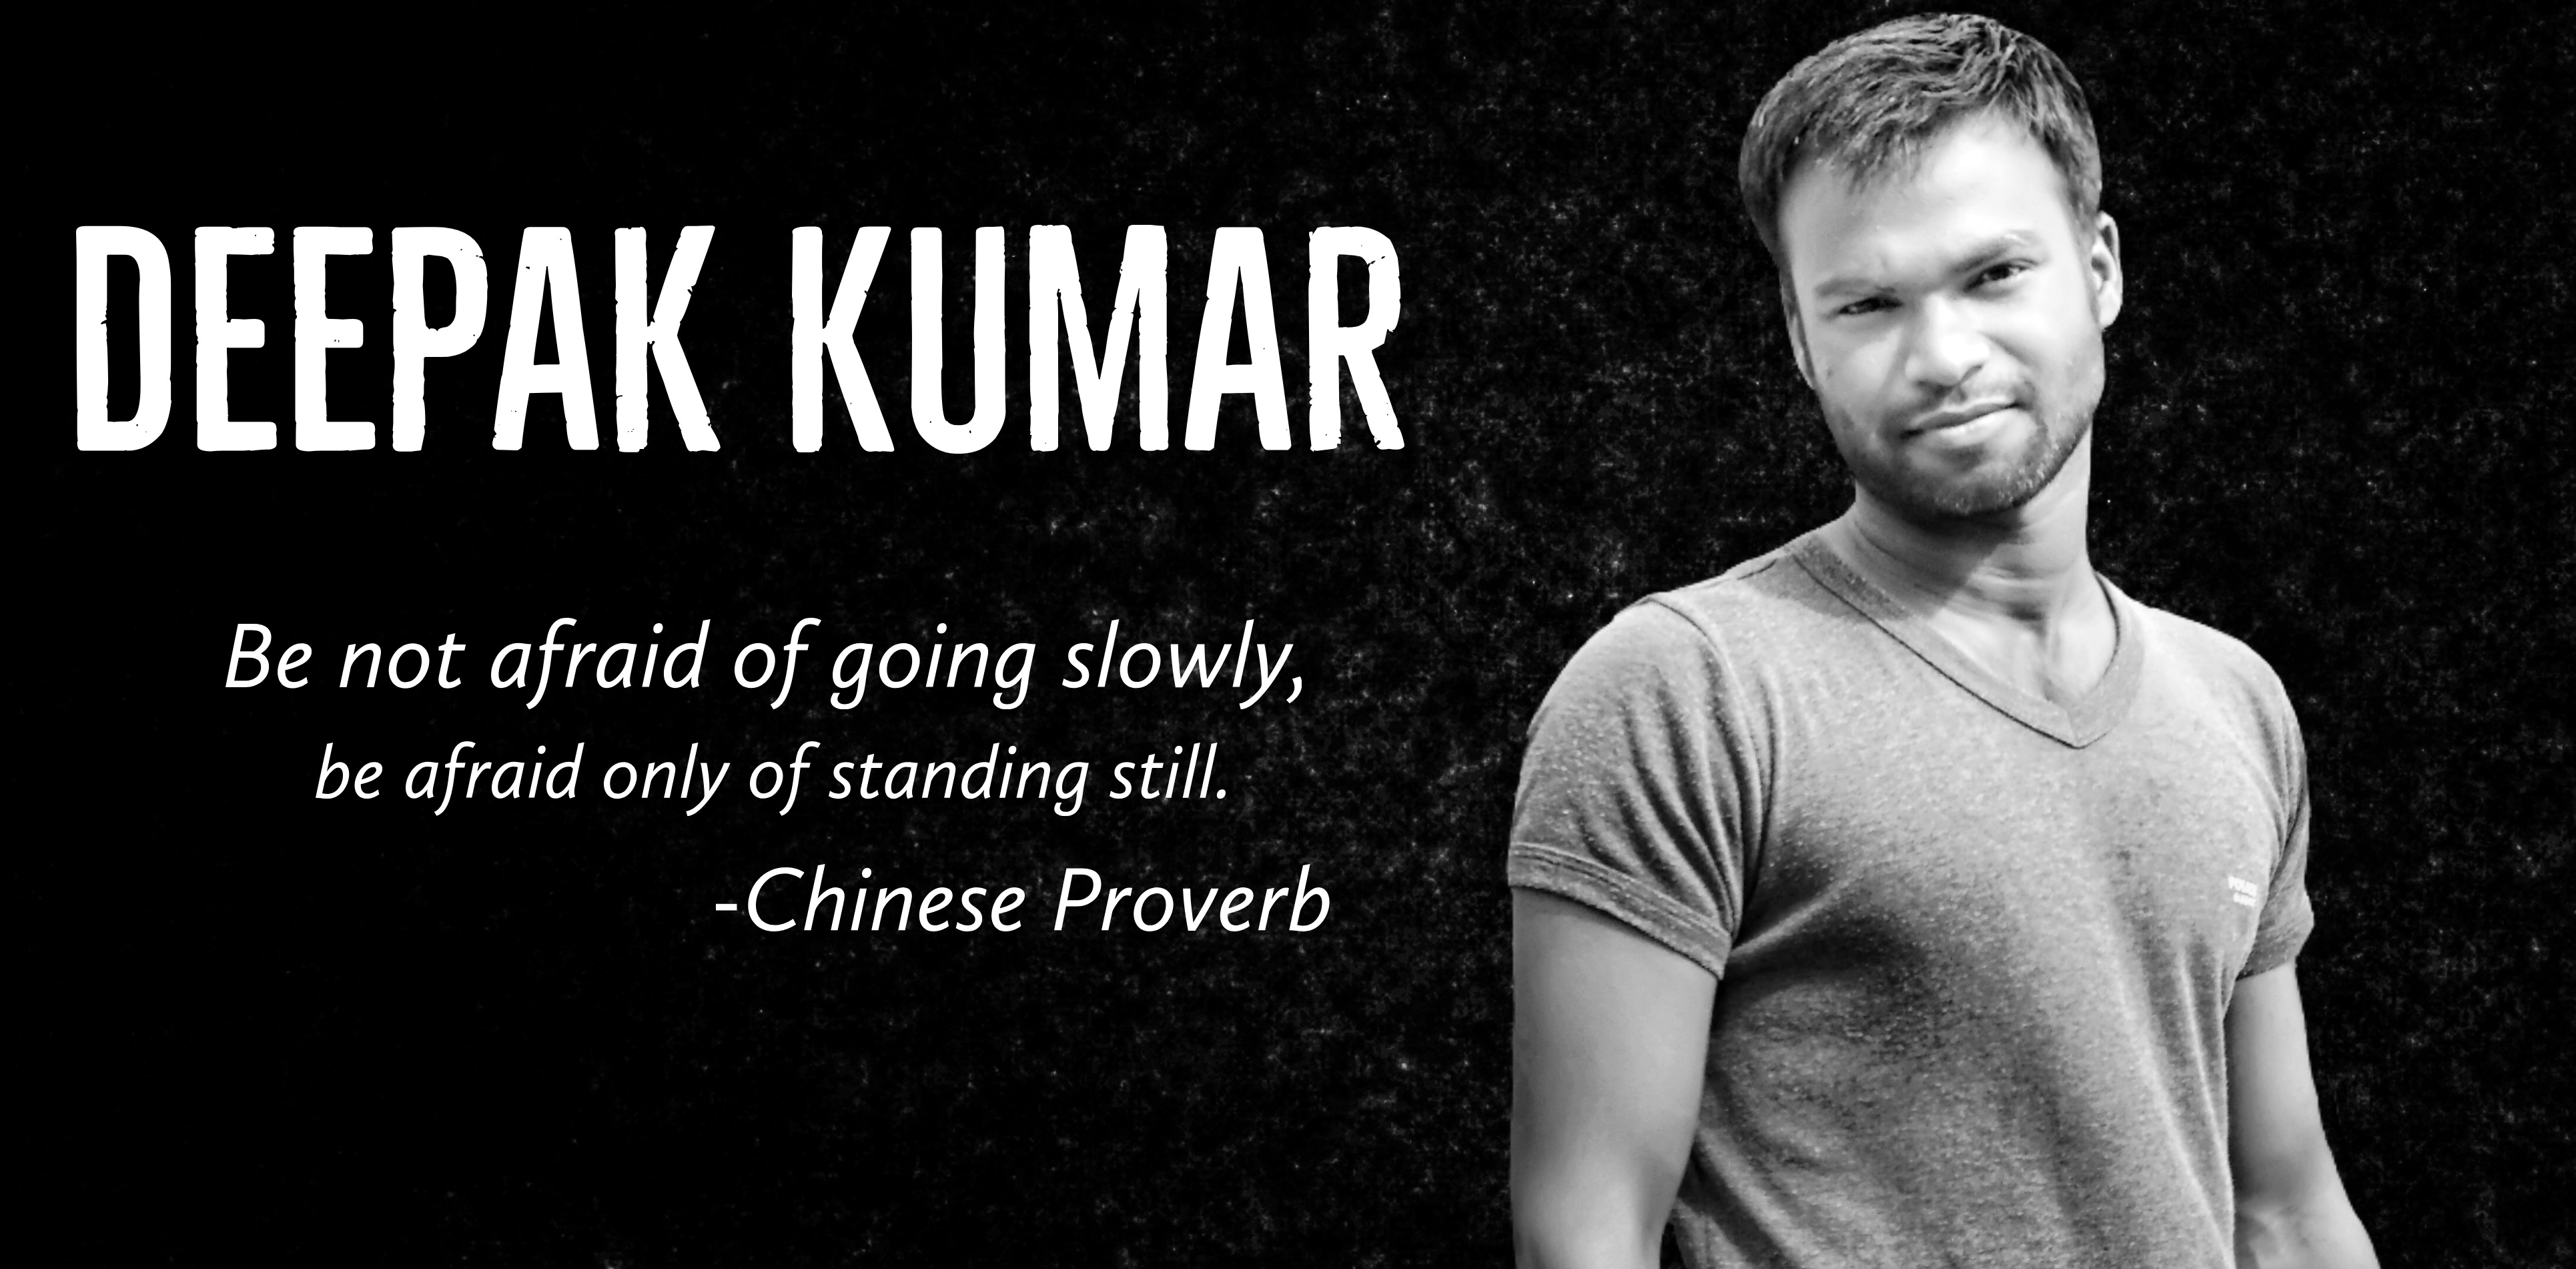 DEEPAK KUMAR
Be not afraid of going slowly,
be afraid only of standing still.
-Chinese Proverb